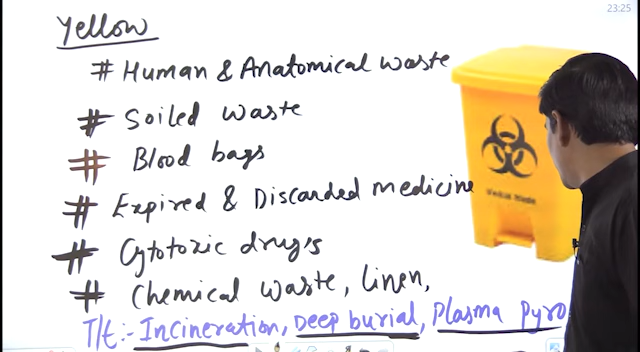 23:25
Yellow
# Human & Anatomical waste
# Soiled waste
# Blood bags
# Expired & Discarded medicine
# Cytotoxic drug's
# Chemical waste, linen,
T/t:- Incineration, Deep burial, Plasma pyro